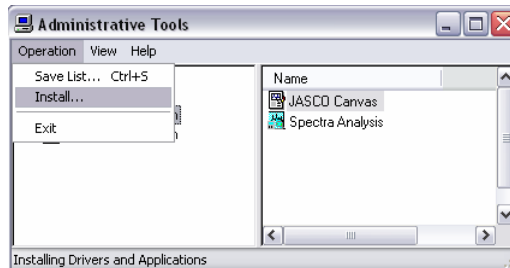 Administrative Tools
Operation View Help
Save List... Ctrl+S
Install...
Exit
Name
JASCO Canvas
Spectra Analysis
Installing Drivers and Applications